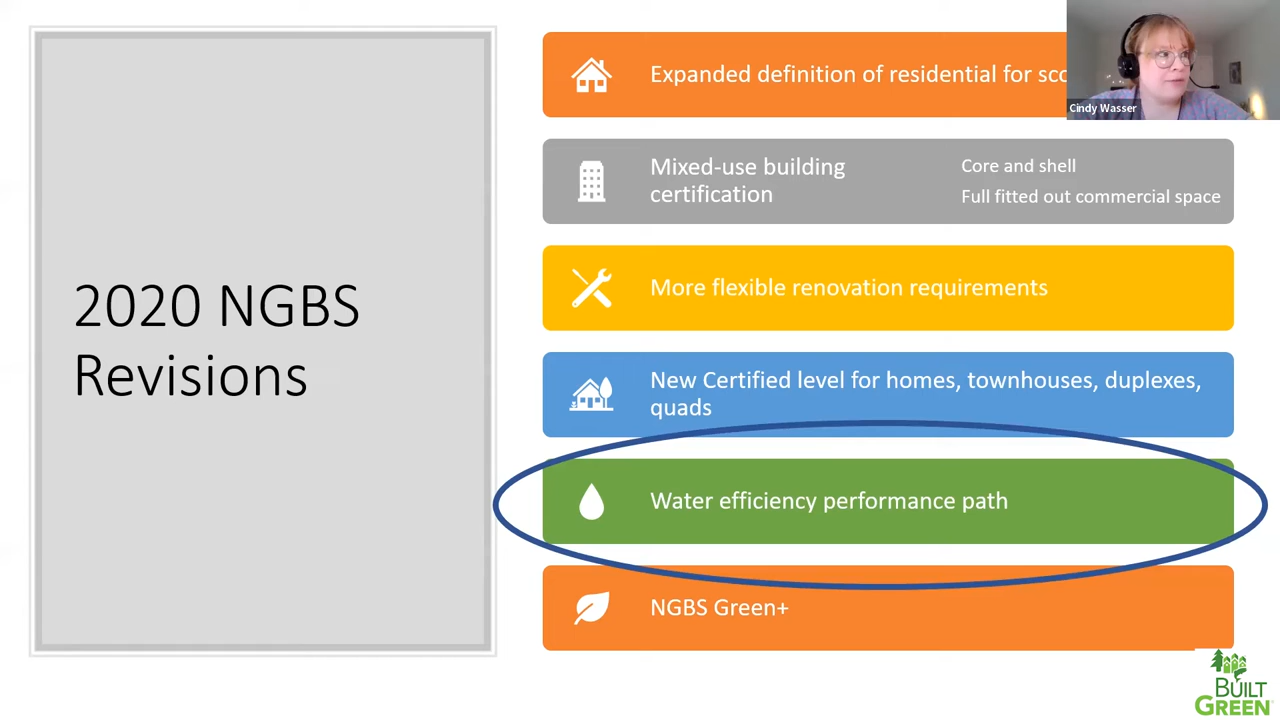 2020 NGBS
Revisions
Expanded definition of residential for
Cindy Wasser
Mixed-use building
certification
Core and shell
Full fitted out commercial space
More flexible renovation requirements
New Certified level for homes, townhouses, duplexes,
quads
Water efficiency performance path
NGBS Green+
BUILT
GREEN